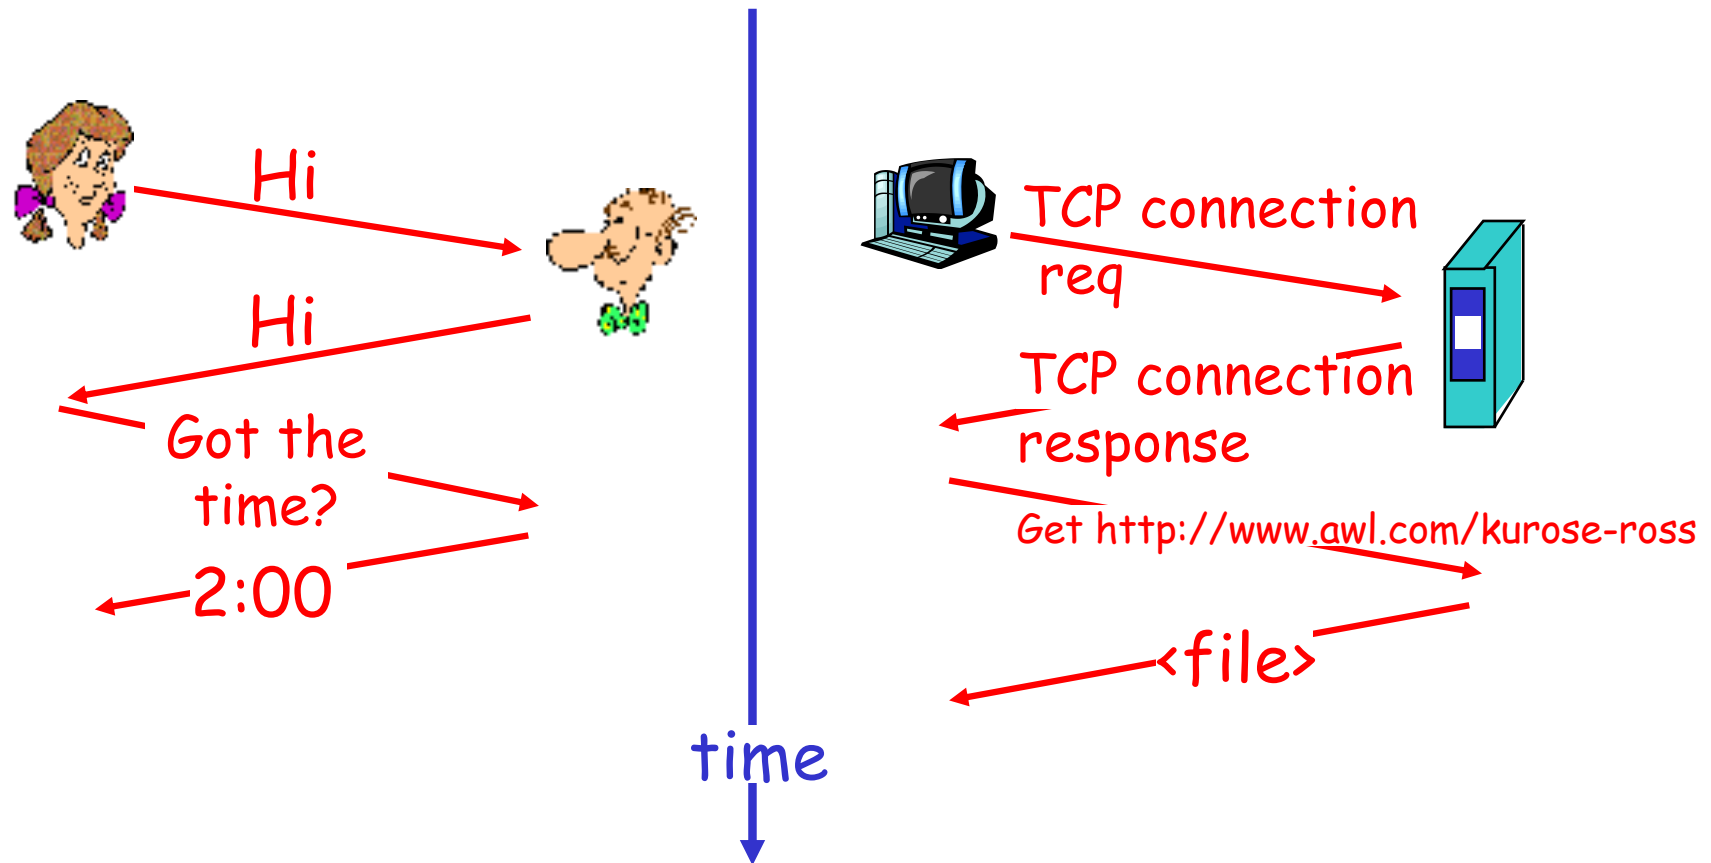 Hi
Hi
Got the
time?
2:00
TCP connection
req
TCP connection
response
Get http://www.awl.com/kurose-ross
<file>
time